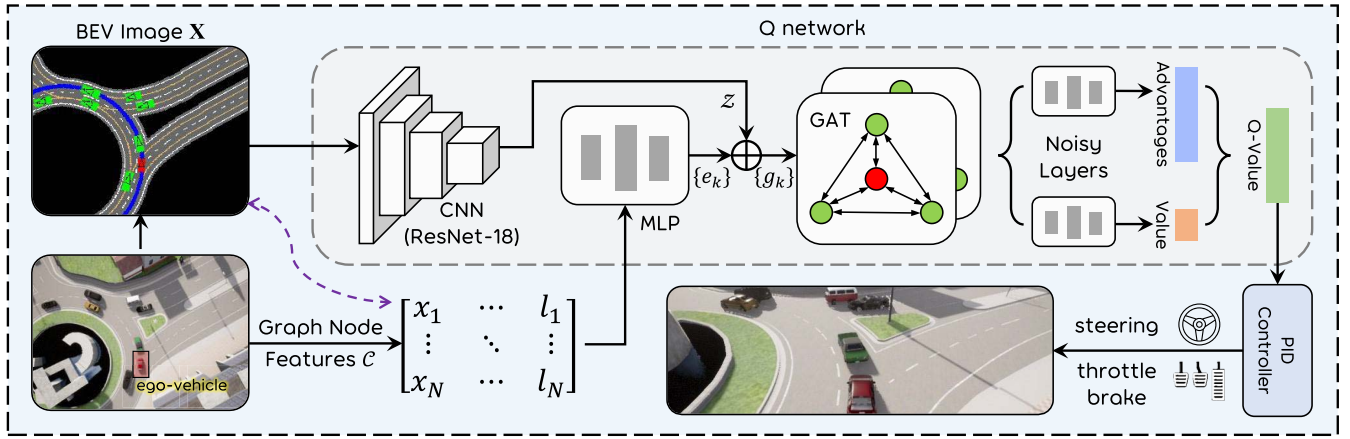 BEV Image X
Q network
CNN
(ResNet-18)
z
MLP
{e_k}
{g_k}
GAT
Noisy
Layers
Advantages
Value
Q-Value
ego-vehicle
Graph Node
Features 𝒞
x_1 ⋯ l_1
⋮ ⋱ ⋮
x_N ⋯ l_N
steering
throttle
brake
PID
Controller